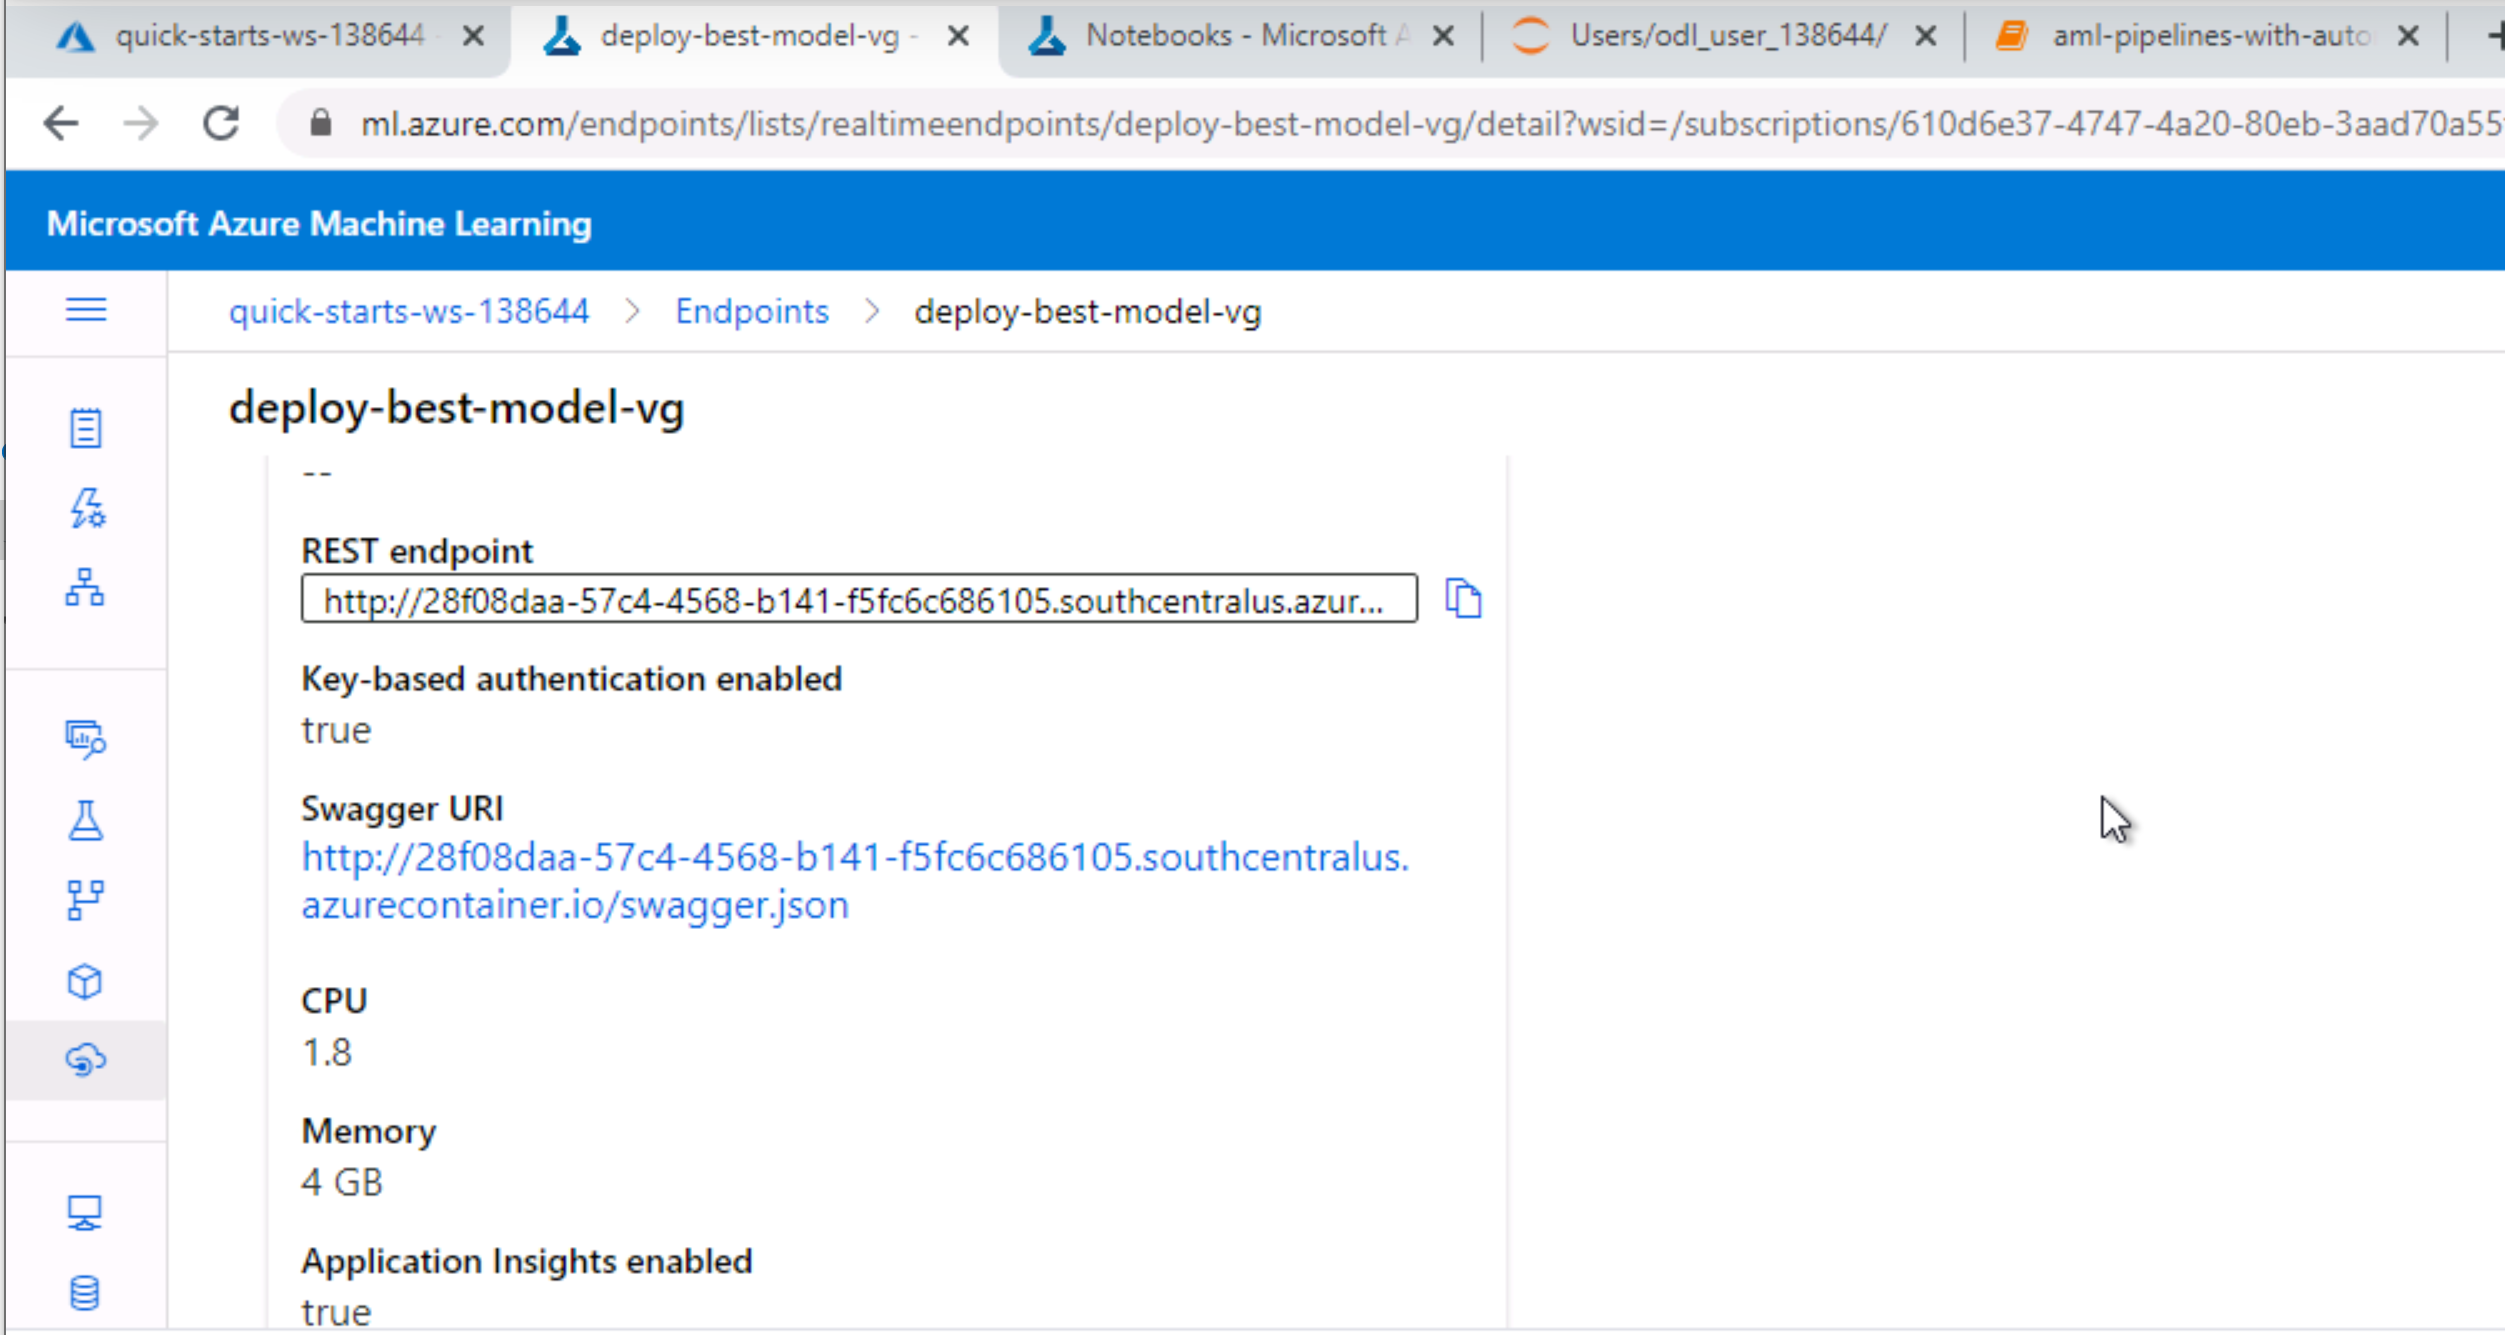 quick-starts-ws-138644 -
deploy-best-model-vg -
Notebooks - Microsoft A
Users/odl_user_138644/
aml-pipelines-with-auto
ml.azure.com/endpoints/lists/realtimeendpoints/deploy-best-model-vg/detail?wsid=/subscriptions/610d6e37-4747-4a20-80eb-3aad70a55
Microsoft Azure Machine Learning
quick-starts-ws-138644 > Endpoints > deploy-best-model-vg
deploy-best-model-vg
--
REST endpoint
http://28f08daa-57c4-4568-b141-f5fc6c686105.southcentralus.azur...
Key-based authentication enabled
true
Swagger URI
http://28f08daa-57c4-4568-b141-f5fc6c686105.southcentralus.
azurecontainer.io/swagger.json
CPU
1.8
Memory
4 GB
Application Insights enabled
true